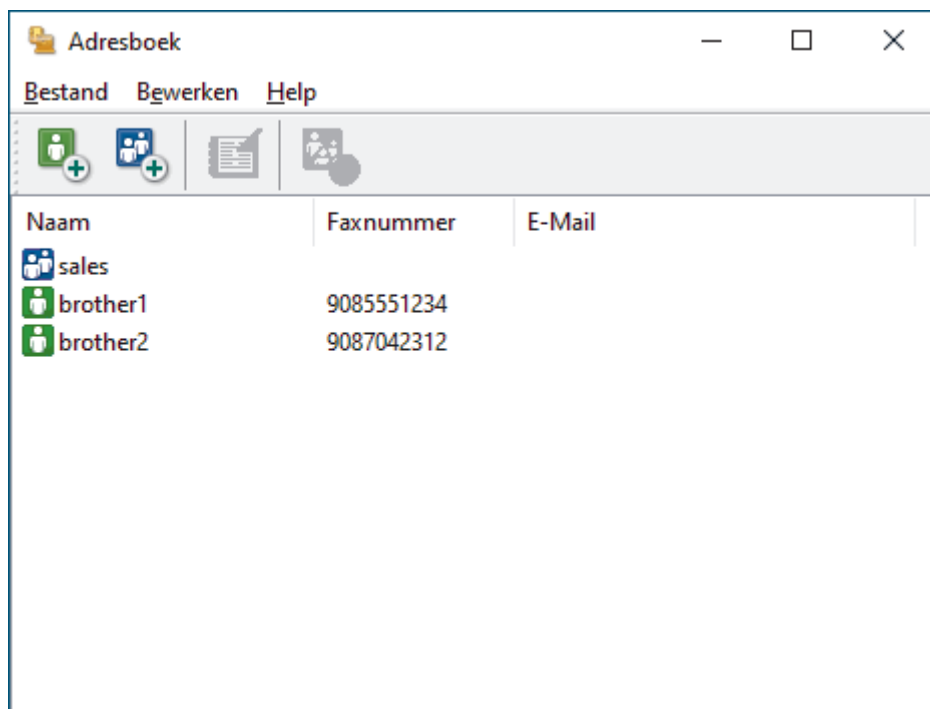 Adresboek
Bestand Bewerken Help
Naam Faxnummer E-Mail
sales
brother1 9085551234
brother2 9087042312